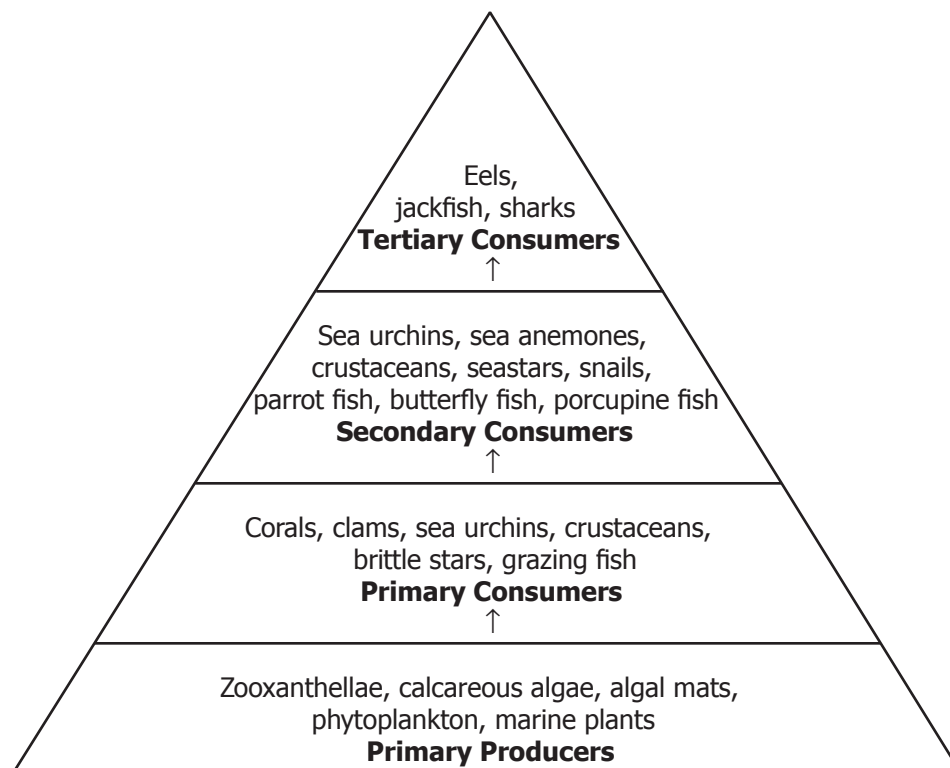 Eels,
jackfish, sharks
Tertiary Consumers
↑
Sea urchins, sea anemones,
crustaceans, seastars, snails,
parrot fish, butterfly fish, porcupine fish
Secondary Consumers
↑
Corals, clams, sea urchins, crustaceans,
brittle stars, grazing fish
Primary Consumers
↑
Zooxanthellae, calcareous algae, algal mats,
phytoplankton, marine plants
Primary Producers